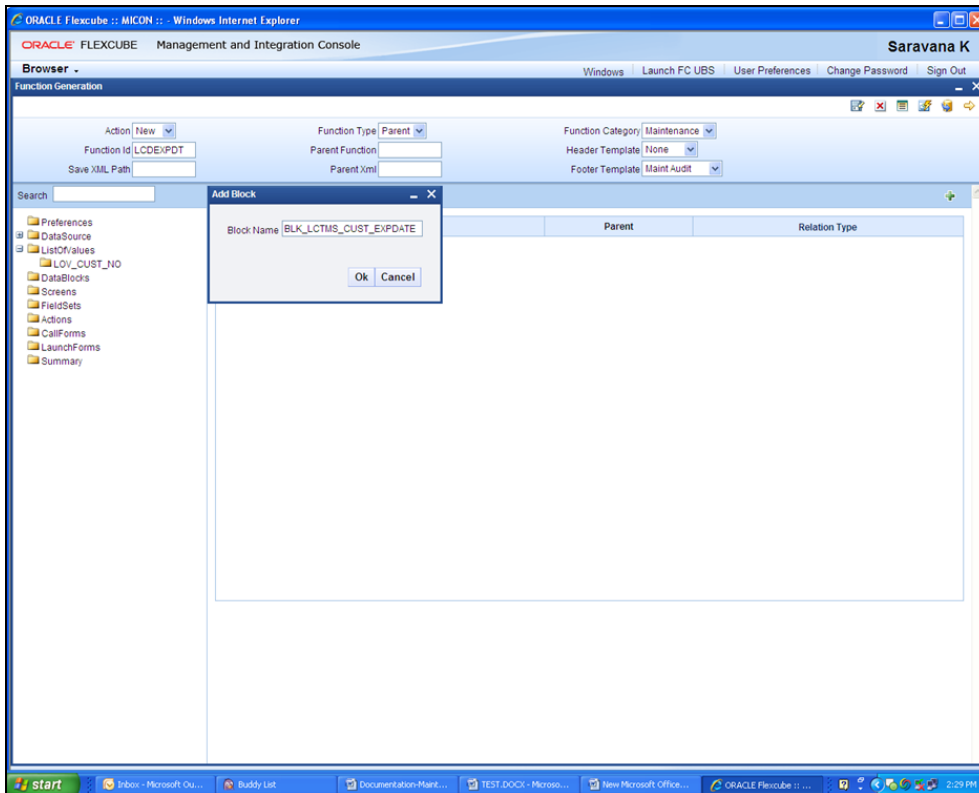 ORACLE Flexcube :: MICON :: - Windows Internet Explorer
ORACLE FLEXCUBE Management and Integration Console Saravana K
Browser Windows Launch FC UBS User Preferences Change Password Sign Out
Function Generation
Action New Function Type Parent Function Category Maintenance
Function Id LCDEXPDT Parent Function Header Template None
Save XML Path Parent Xml Footer Template Maint Audit
Search
Add Block
Block Name BLK_LCTMS_CUST_EXPDATE
Ok Cancel
Parent Relation Type
Preferences
DataSource
ListOfValues
LOV_CUST_NO
DataBlocks
Screens
FieldSets
Actions
CallForms
LaunchForms
Summary
start Inbox - Microsoft Ou... Buddy List Documentation-Maint... TEST.DOCX - Microso... New Microsoft Office... ORACLE Flexcube :: ... 2:29 PM